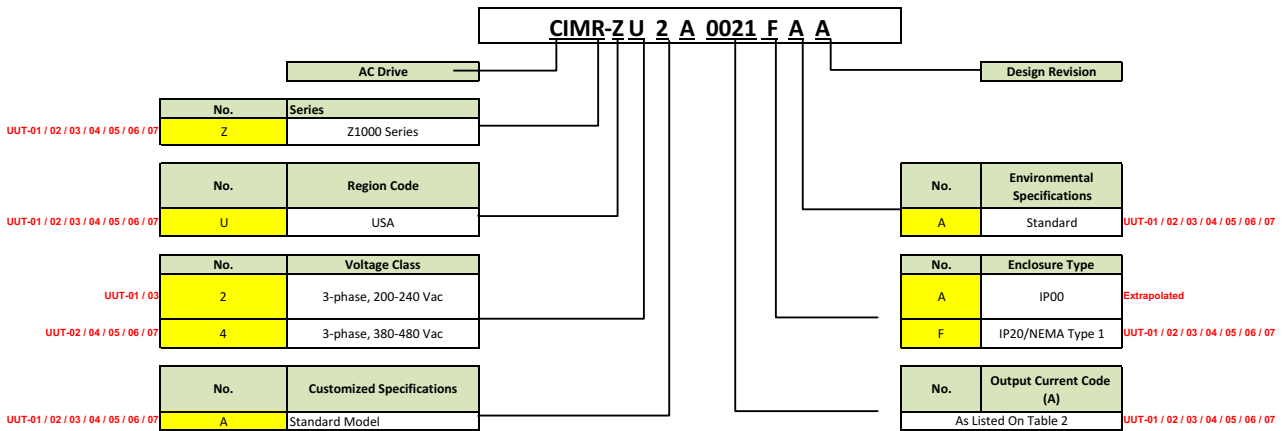 CIMR-Z U 2 A 0021 F A A
AC Drive
Design Revision
No. Series
UUT-01 / 02 / 03 / 04 / 05 / 06 / 07 Z Z1000 Series
No. Region Code
UUT-01 / 02 / 03 / 04 / 05 / 06 / 07 U USA
No. Environmental
Specifications
A Standard UUT-01 / 02 / 03 / 04 / 05 / 06 / 07
No. Voltage Class
UUT-01 / 03 2 3-phase, 200-240 Vac
UUT-02 / 04 / 05 / 06 / 07 4 3-phase, 380-480 Vac
No. Enclosure Type
A IP00 Extrapolated
F IP20/NEMA Type 1 UUT-01 / 02 / 03 / 04 / 05 / 06 / 07
No. Customized Specifications
UUT-01 / 02 / 03 / 04 / 05 / 06 / 07 A Standard Model
No. Output Current Code
(A)
As Listed On Table 2 UUT-01 / 02 / 03 / 04 / 05 / 06 / 07